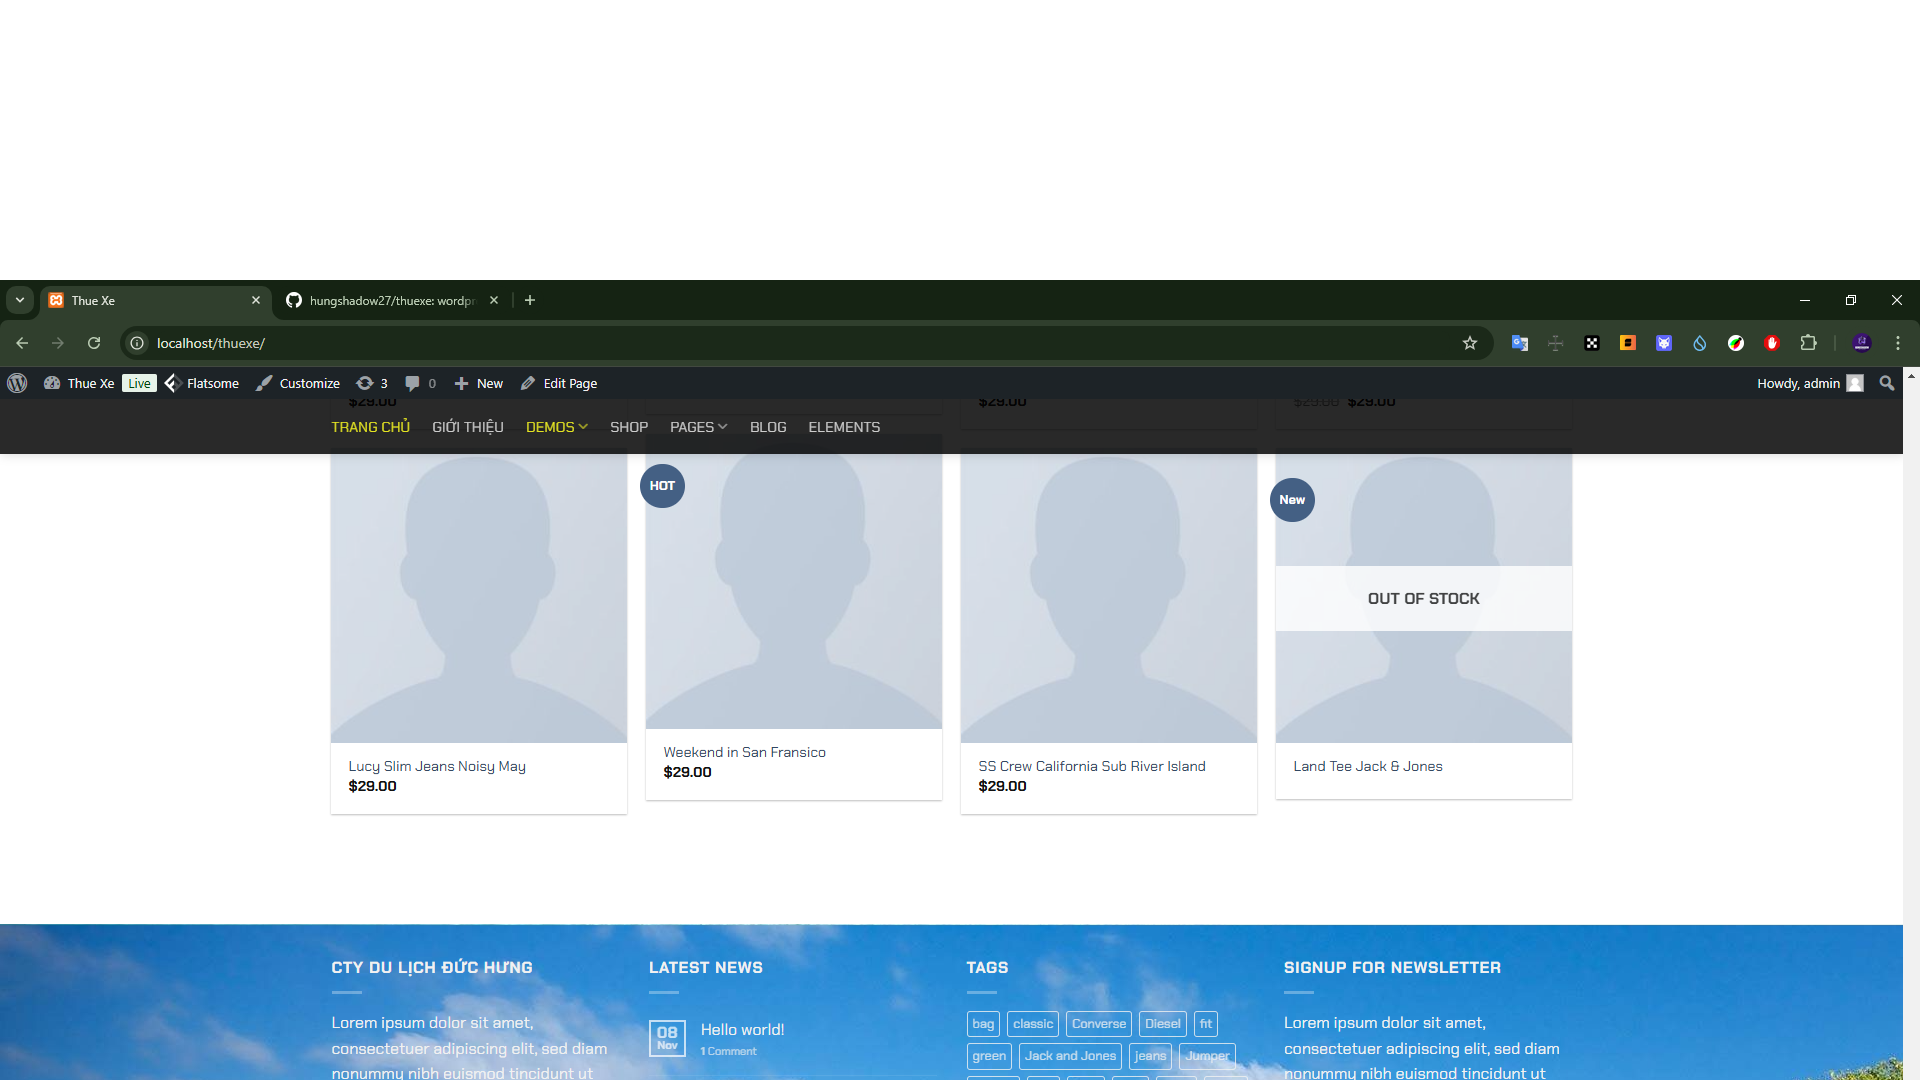 Thue Xe
hungshadow27/thuexe: wordpr
localhost/thuexe/
Thue Xe Live Flatsome Customize 3 0 New Edit Page Howdy, admin
$29.00 $29.00 $29.00 $29.00
TRANG CHỦ GIỚI THIỆU DEMOS SHOP PAGES BLOG ELEMENTS
HOT
New
OUT OF STOCK
Lucy Slim Jeans Noisy May
$29.00
Weekend in San Fransico
$29.00
SS Crew California Sub River Island
$29.00
Land Tee Jack & Jones
CTY DU LỊCH ĐỨC HƯNG
Lorem ipsum dolor sit amet,
consectetuer adipiscing elit, sed diam
nonummy nibh euismod tincidunt ut
LATEST NEWS
08
Nov
Hello world!
1 Comment
TAGS
bag classic Converse Diesel fit
green Jack and Jones jeans Jumper
SIGNUP FOR NEWSLETTER
Lorem ipsum dolor sit amet,
consectetuer adipiscing elit, sed diam
nonummy nibh euismod tincidunt ut